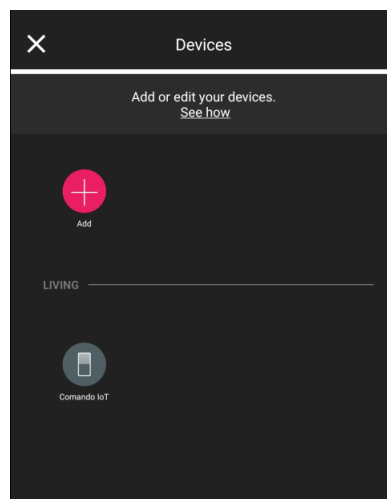 Devices
Add or edit your devices.
See how
Add
LIVING
Comando IoT